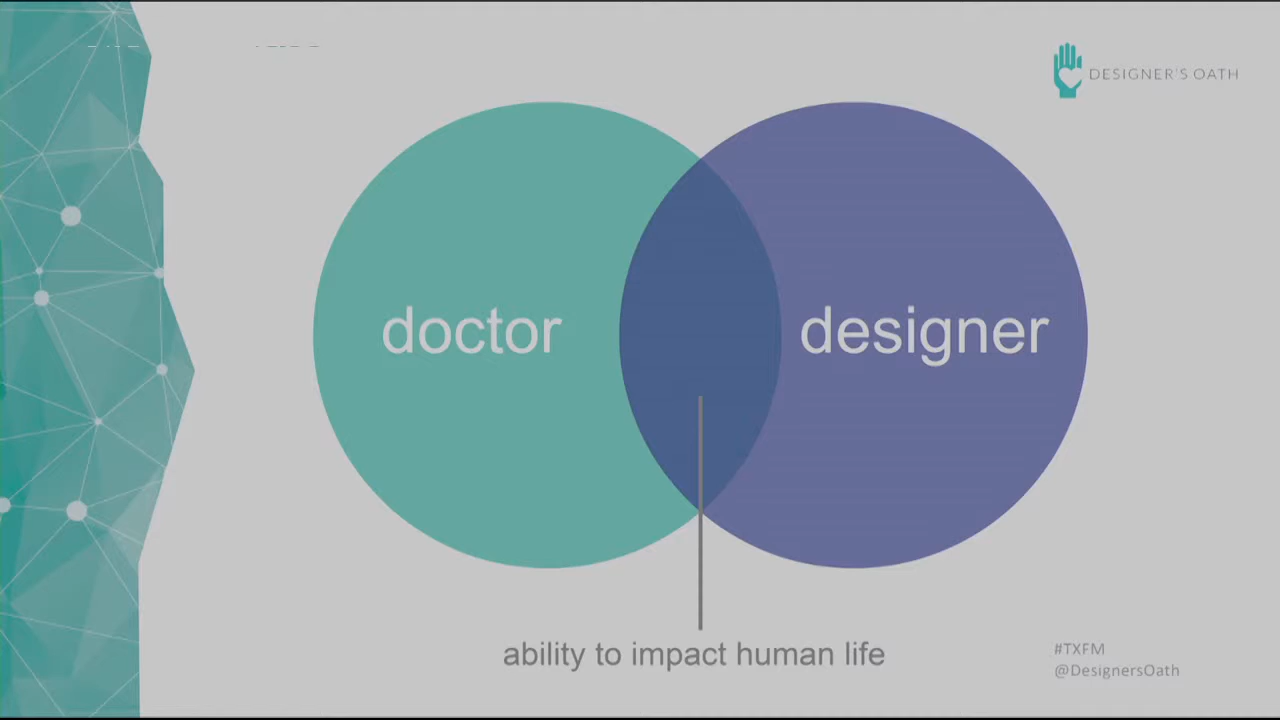 DESIGNER'S OATH
doctor
designer
ability to impact human life
#TXFM
@DesignersOath